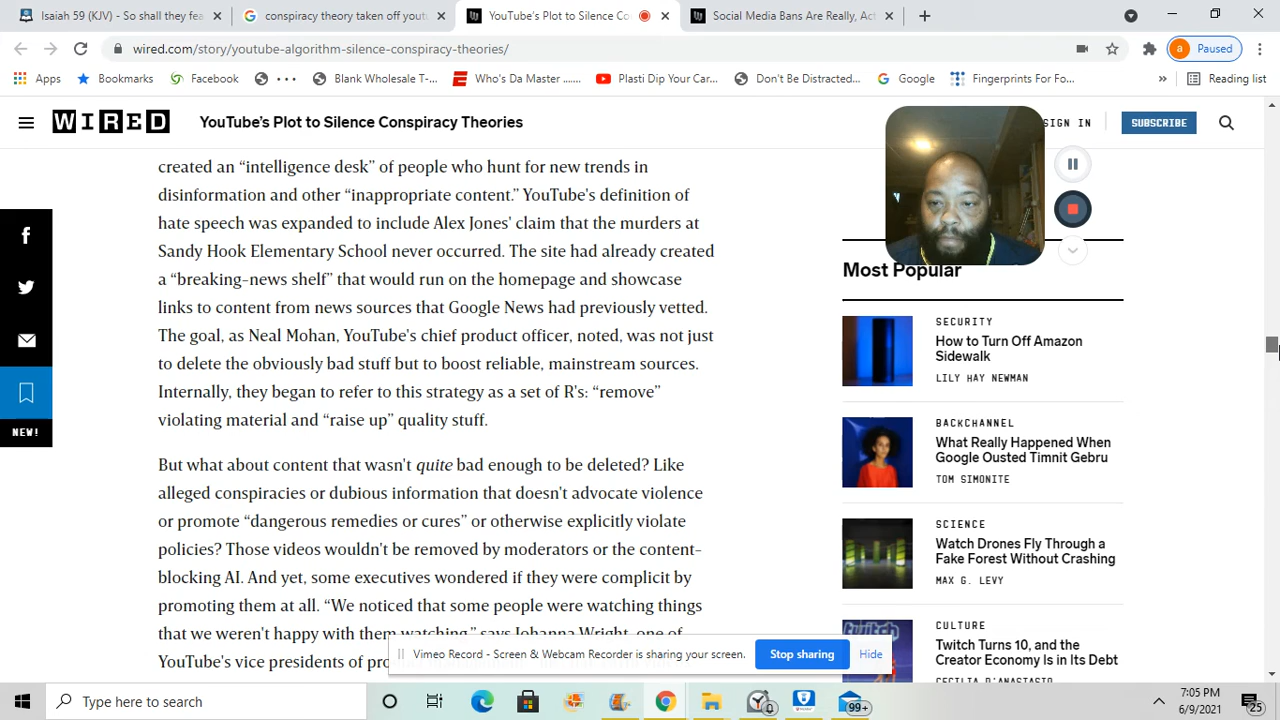 Isaiah 59 (KJV) - So shall they fe
conspiracy theory taken off yout
YouTube's Plot to Silence Co
Social Media Bans Are Really, Act
wired.com/story/youtube-algorithm-silence-conspiracy-theories/
a Paused
Apps Bookmarks Facebook Blank Wholesale T-... Who's Da Master ....... Plasti Dip Your Car... Don't Be Distracted... Google Fingerprints For Fo... » Reading list
WIRED YouTube's Plot to Silence Conspiracy Theories SIGN IN SUBSCRIBE
created an “intelligence desk” of people who hunt for new trends in
disinformation and other “inappropriate content.” YouTube's definition of
hate speech was expanded to include Alex Jones' claim that the murders at
Sandy Hook Elementary School never occurred. The site had already created
a “breaking-news shelf” that would run on the homepage and showcase
links to content from news sources that Google News had previously vetted.
The goal, as Neal Mohan, YouTube's chief product officer, noted, was not just
to delete the obviously bad stuff but to boost reliable, mainstream sources.
Internally, they began to refer to this strategy as a set of R's: “remove”
violating material and “raise up” quality stuff.
But what about content that wasn't quite bad enough to be deleted? Like
alleged conspiracies or dubious information that doesn't advocate violence
or promote “dangerous remedies or cures” or otherwise explicitly violate
policies? Those videos wouldn't be removed by moderators or the content-
blocking AI. And yet, some executives wondered if they were complicit by
promoting them at all. “We noticed that some people were watching things
that we weren't happy with them watching,” says Johanna Wright, one of
YouTube's vice presidents of pro
NEW!
Most Popular
SECURITY
How to Turn Off Amazon
Sidewalk
LILY HAY NEWMAN
BACKCHANNEL
What Really Happened When
Google Ousted Timnit Gebru
TOM SIMONITE
SCIENCE
Watch Drones Fly Through a
Fake Forest Without Crashing
MAX G. LEVY
CULTURE
Twitch Turns 10, and the
Creator Economy Is in Its Debt
CECILIA D'ANASTASIO
Vimeo Record - Screen & Webcam Recorder is sharing your screen. Stop sharing Hide
Type here to search
99+
7:05 PM
6/9/2021
25